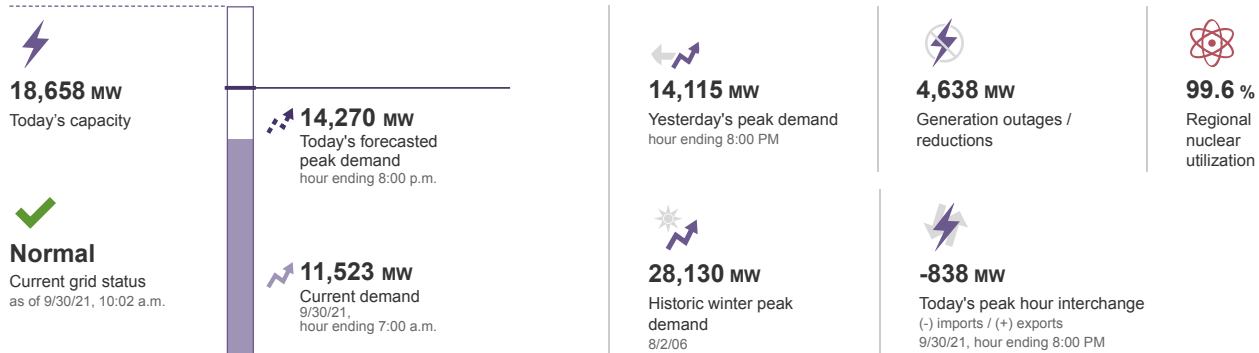 18,658 MW
Today's capacity
Normal
Current grid status
as of 9/30/21, 10:02 a.m.
14,270 MW
Today's forecasted
peak demand
hour ending 8:00 p.m.
11,523 MW
Current demand
9/30/21,
hour ending 7:00 a.m.
14,115 MW
Yesterday's peak demand
hour ending 8:00 PM
4,638 MW
Generation outages /
reductions
99.6 %
Regional
nuclear
utilization
28,130 MW
Historic winter peak
demand
8/2/06
-838 MW
Today's peak hour interchange
(-) imports / (+) exports
9/30/21, hour ending 8:00 PM